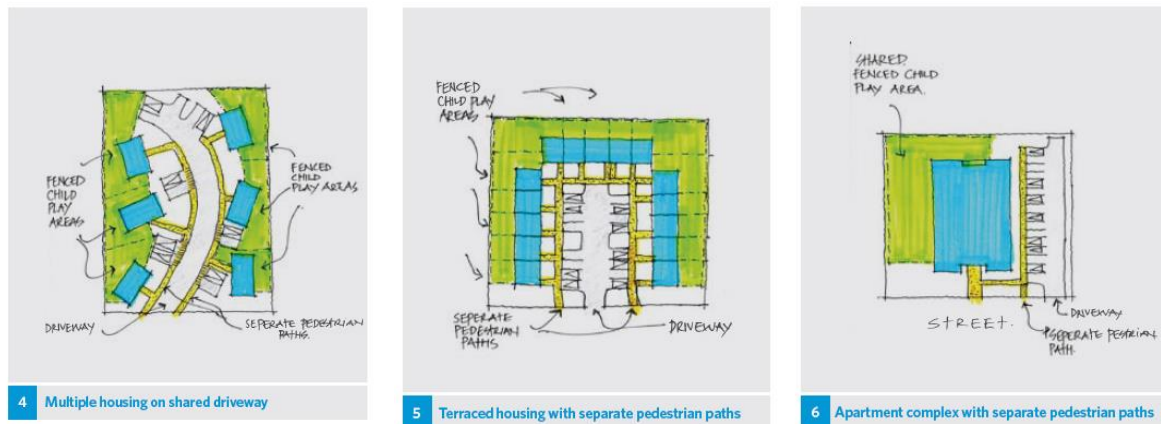 FENCED
CHILD
PLAY
AREAS
FENCED
CHILD
PLAY AREAS
DRIVEWAY
SEPERATE PEDESTRIAN
PATHS.
4 Multiple housing on shared driveway
FENCED
CHILD PLAY
AREAS
SEPERATE
PEDESTRIAN
PATHS
DRIVEWAY
5 Terraced housing with separate pedestrian paths
SHARED.
FENCED CHILD
PLAY AREA.
STREET.
DRIVEWAY
SEPERATE PESTRIAN
PATH.
6 Apartment complex with separate pedestrian paths